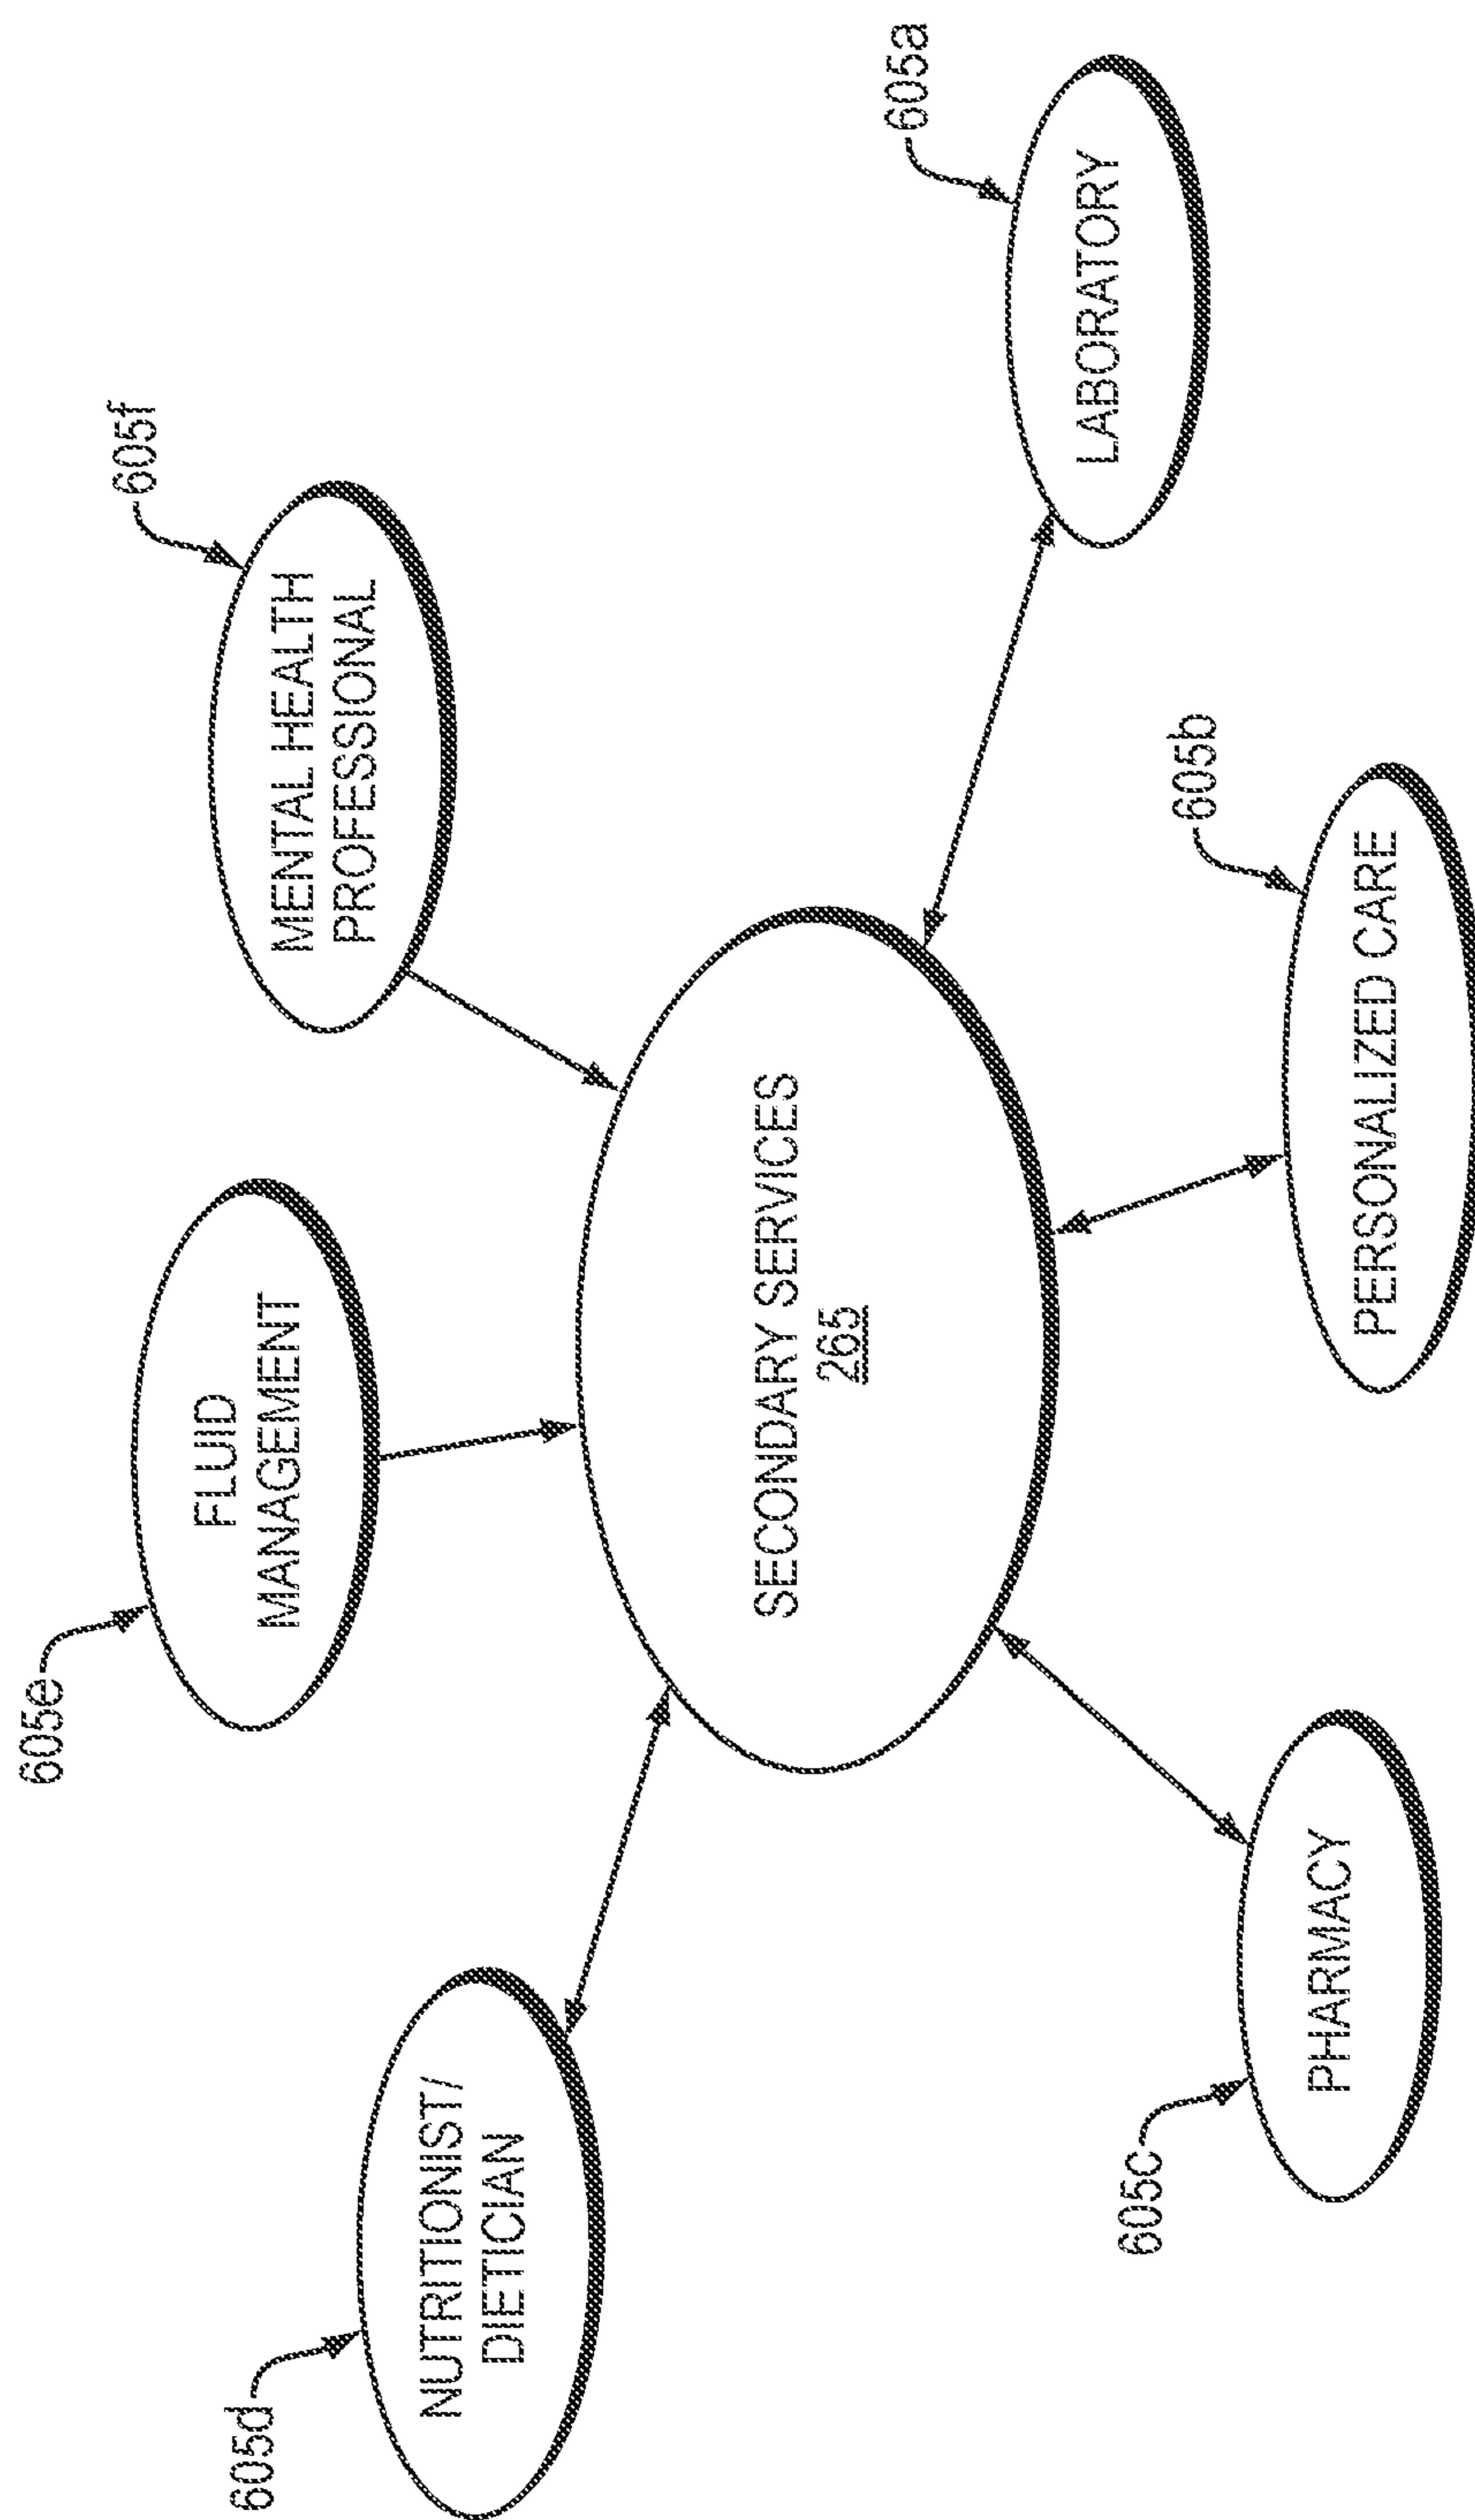 605f
MENTAL HEALTH
PROFESSIONAL
605e
FLUID
MANAGEMENT
605d
NUTRITIONIST/
DIETICIAN
SECONDARY SERVICES
265
605a
LABORATORY
605b
PERSONALIZED CARE
605c
PHARMACY